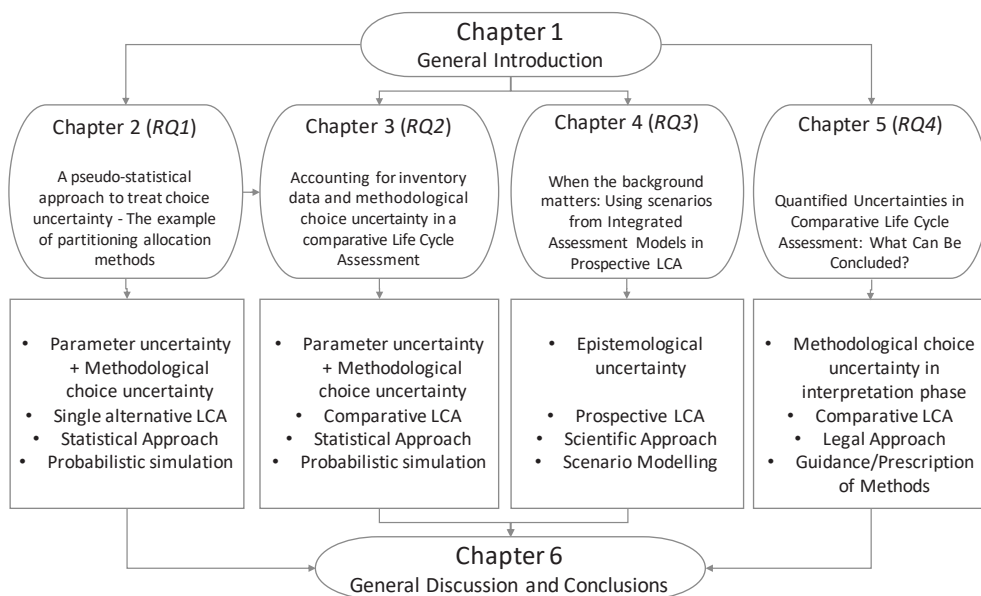 Chapter 1
General Introduction
Chapter 2 (RQ1)
A pseudo-statistical
approach to treat choice
uncertainty - The example
of partitioning allocation
methods
Chapter 3 (RQ2)
Accounting for inventory
data and methodological
choice uncertainty in a
comparative Life Cycle
Assessment
Chapter 4 (RQ3)
When the background
matters: Using scenarios
from Integrated
Assessment Models in
Prospective LCA
Chapter 5 (RQ4)
Quantified Uncertainties in
Comparative Life Cycle
Assessment: What Can Be
Concluded?
• Parameter uncertainty
+ Methodological
choice uncertainty
• Single alternative LCA
• Statistical Approach
• Probabilistic simulation
• Parameter uncertainty
+ Methodological
choice uncertainty
• Comparative LCA
• Statistical Approach
• Probabilistic simulation
• Epistemological
uncertainty
• Prospective LCA
• Scientific Approach
• Scenario Modelling
• Methodological choice
uncertainty in
interpretation phase
• Comparative LCA
• Legal Approach
• Guidance/Prescription
of Methods
Chapter 6
General Discussion and Conclusions